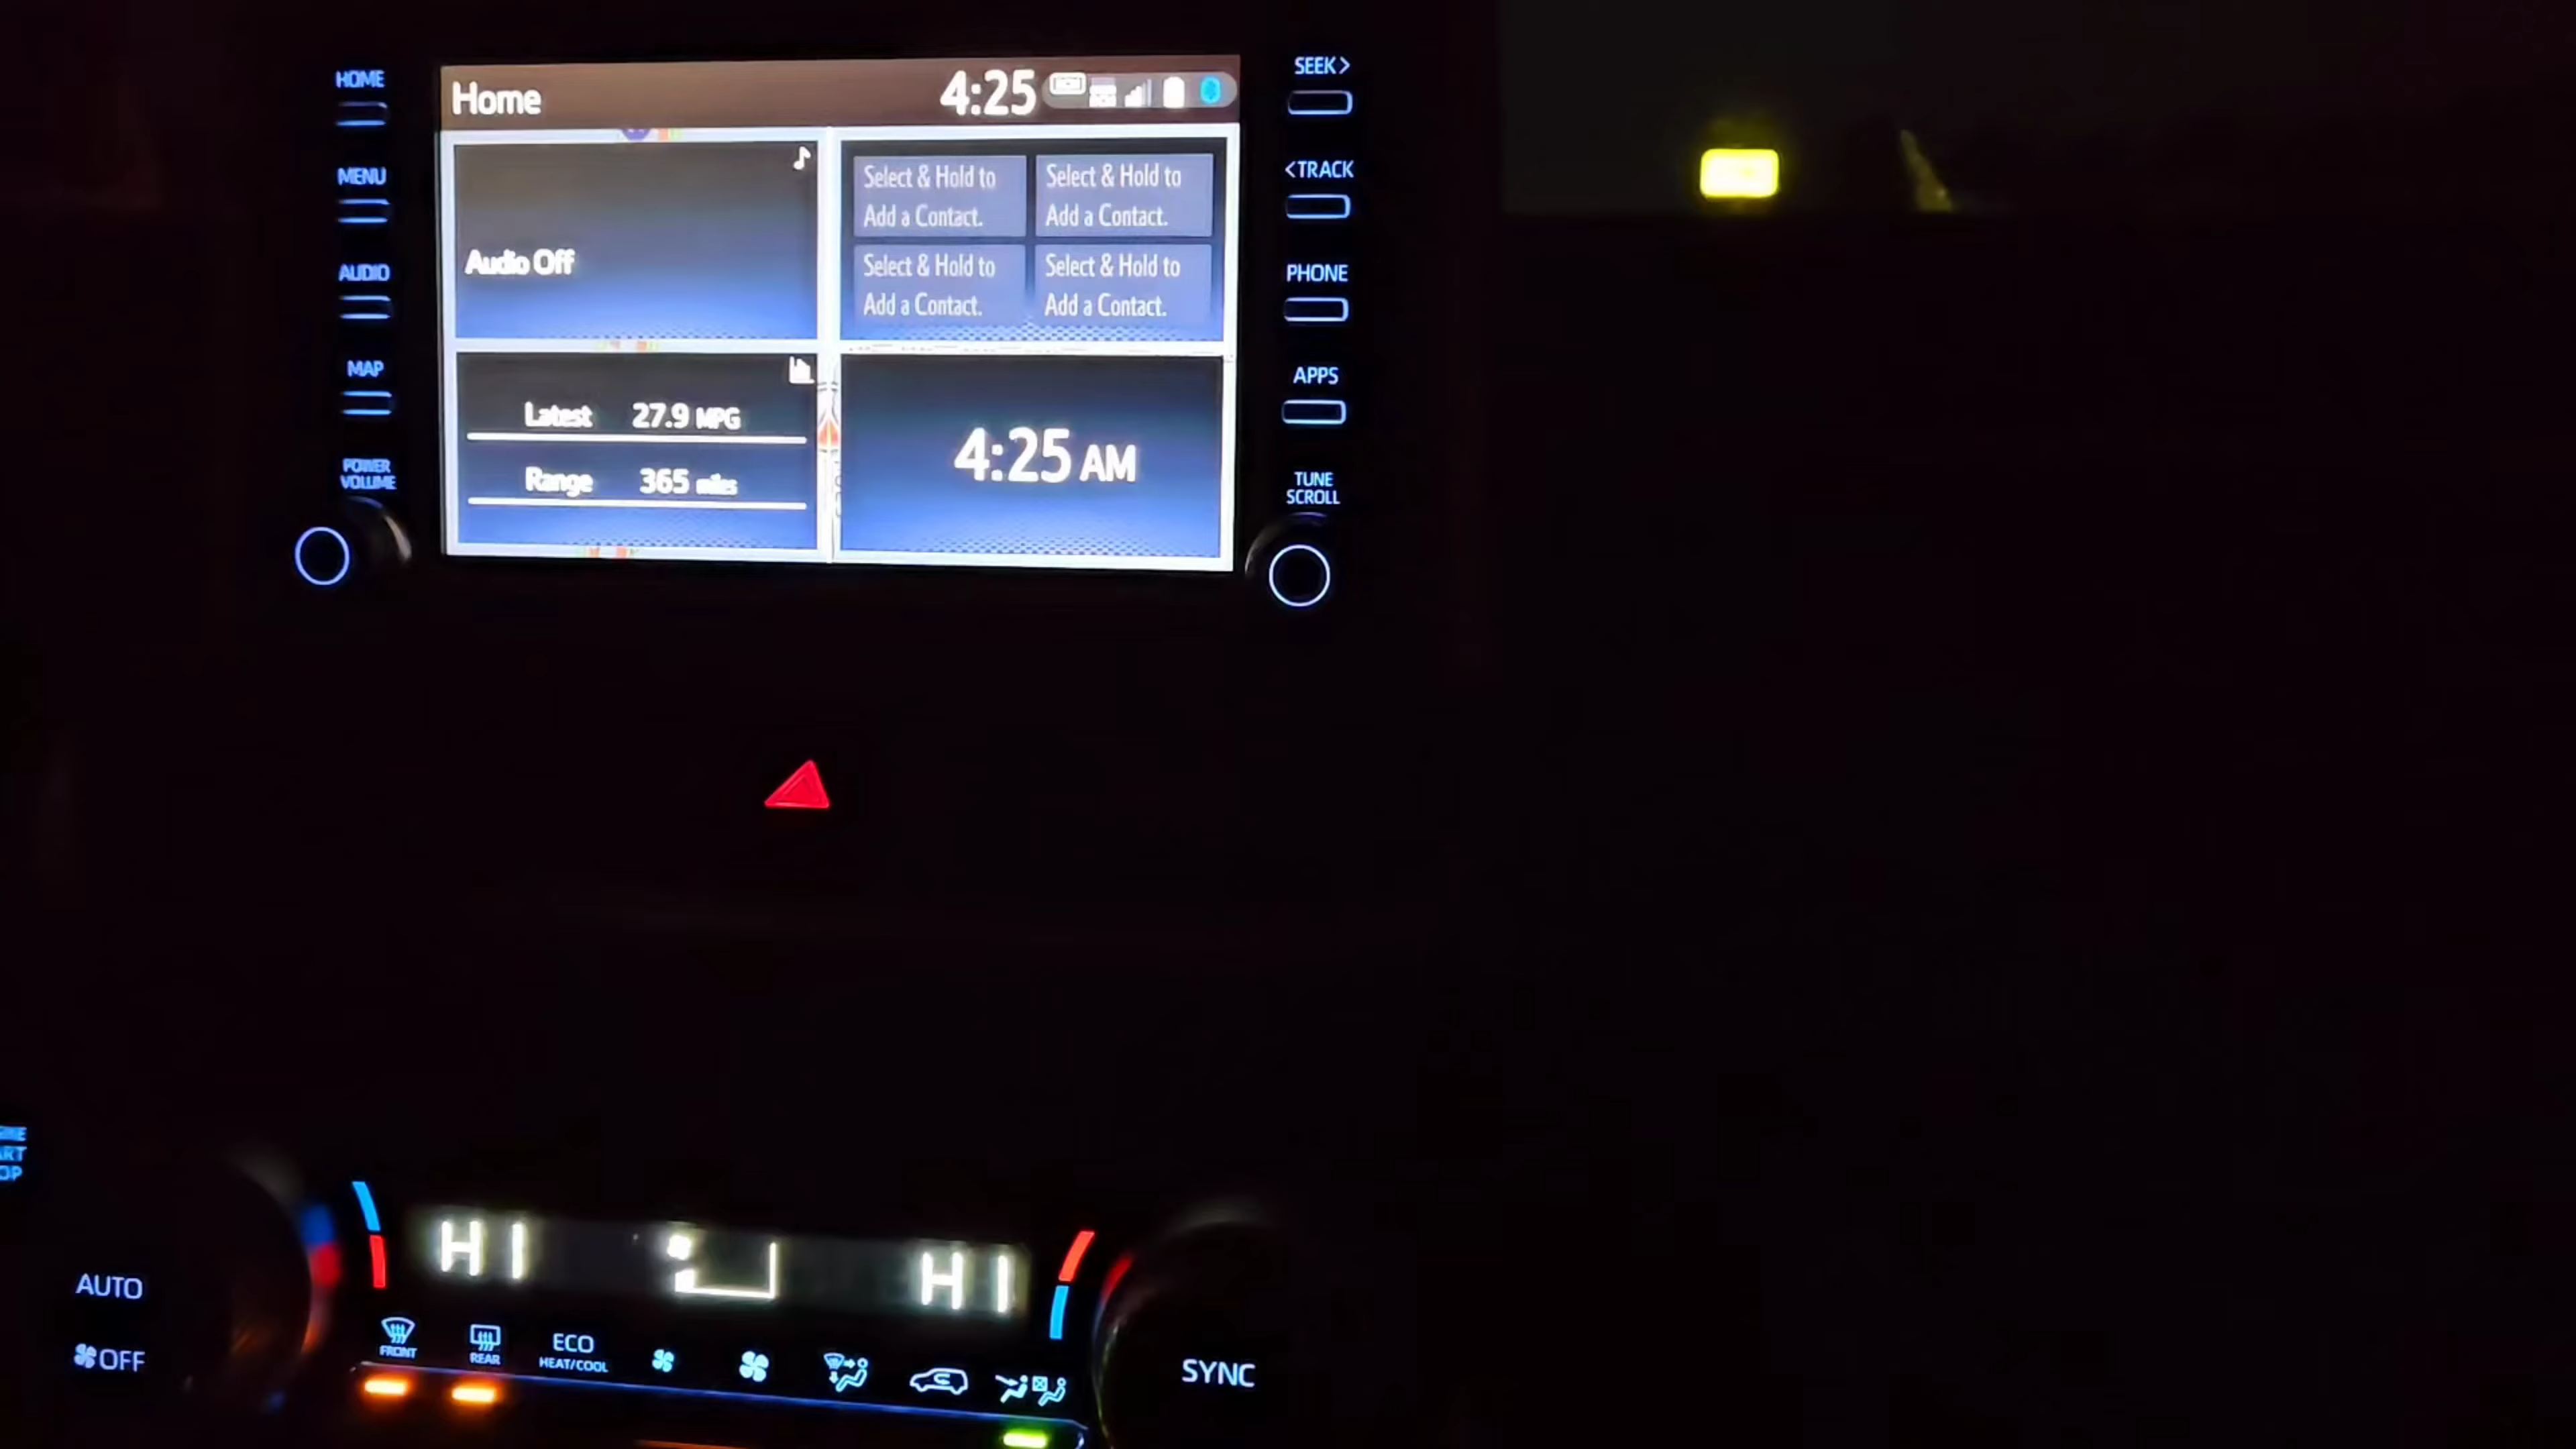 HOME
MENU
AUDIO
MAP
POWER
VOLUME
Home
4:25
Audio Off
Select & Hold to
Add a Contact.
Select & Hold to
Add a Contact.
Select & Hold to
Add a Contact.
Select & Hold to
Add a Contact.
Latest 27.9 MPG
Range 365 miles
4:25 AM
SEEK>
<TRACK
PHONE
APPS
TUNE
SCROLL
HI
HI
AUTO
OFF
FRONT
REAR
ECO
HEAT/COOL
SYNC